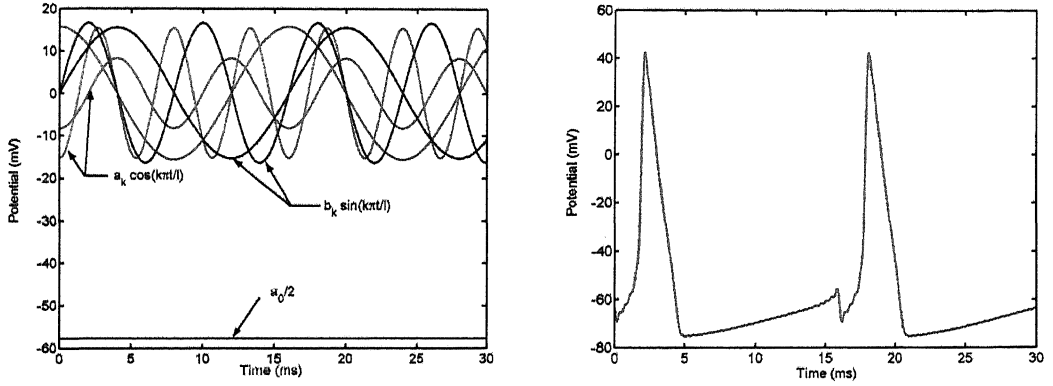 20
10
0
-10
-20
-30
-40
-50
-60
Potential (mV)
a_k cos(kπt/l)
b_k sin(kπt/l)
a_0/2
0 5 10 15 20 25 30
Time (ms)
60
40
20
0
-20
-40
-60
-80
Potential (mV)
0 5 10 15 20 25 30
Time (ms)